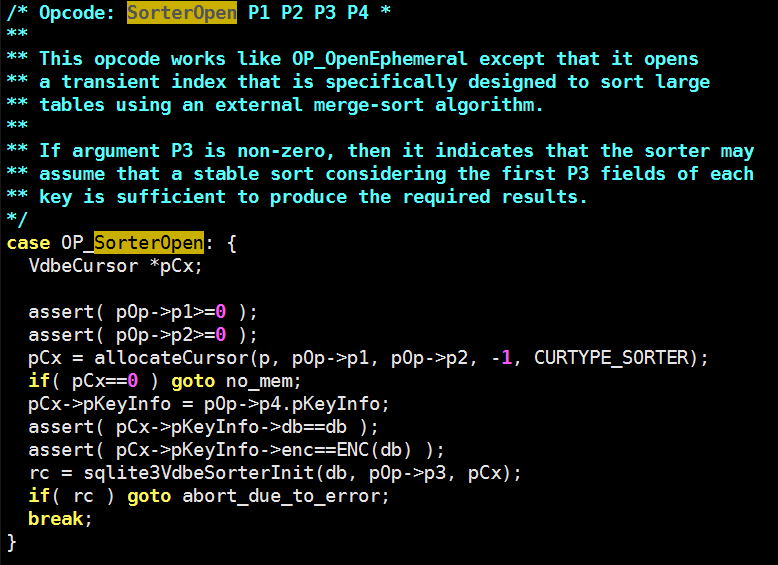 /* Opcode: SorterOpen P1 P2 P3 P4 *
**
** This opcode works like OP_OpenEphemeral except that it opens
** a transient index that is specifically designed to sort large
** tables using an external merge-sort algorithm.
**
** If argument P3 is non-zero, then it indicates that the sorter may
** assume that a stable sort considering the first P3 fields of each
** key is sufficient to produce the required results.
*/
case OP_SorterOpen: {
  VdbeCursor *pCx;

  assert( pOp->p1>=0 );
  assert( pOp->p2>=0 );
  pCx = allocateCursor(p, pOp->p1, pOp->p2, -1, CURTYPE_SORTER);
  if( pCx==0 ) goto no_mem;
  pCx->pKeyInfo = pOp->p4.pKeyInfo;
  assert( pCx->pKeyInfo->db==db );
  assert( pCx->pKeyInfo->enc==ENC(db) );
  rc = sqlite3VdbeSorterInit(db, pOp->p3, pCx);
  if( rc ) goto abort_due_to_error;
  break;
}